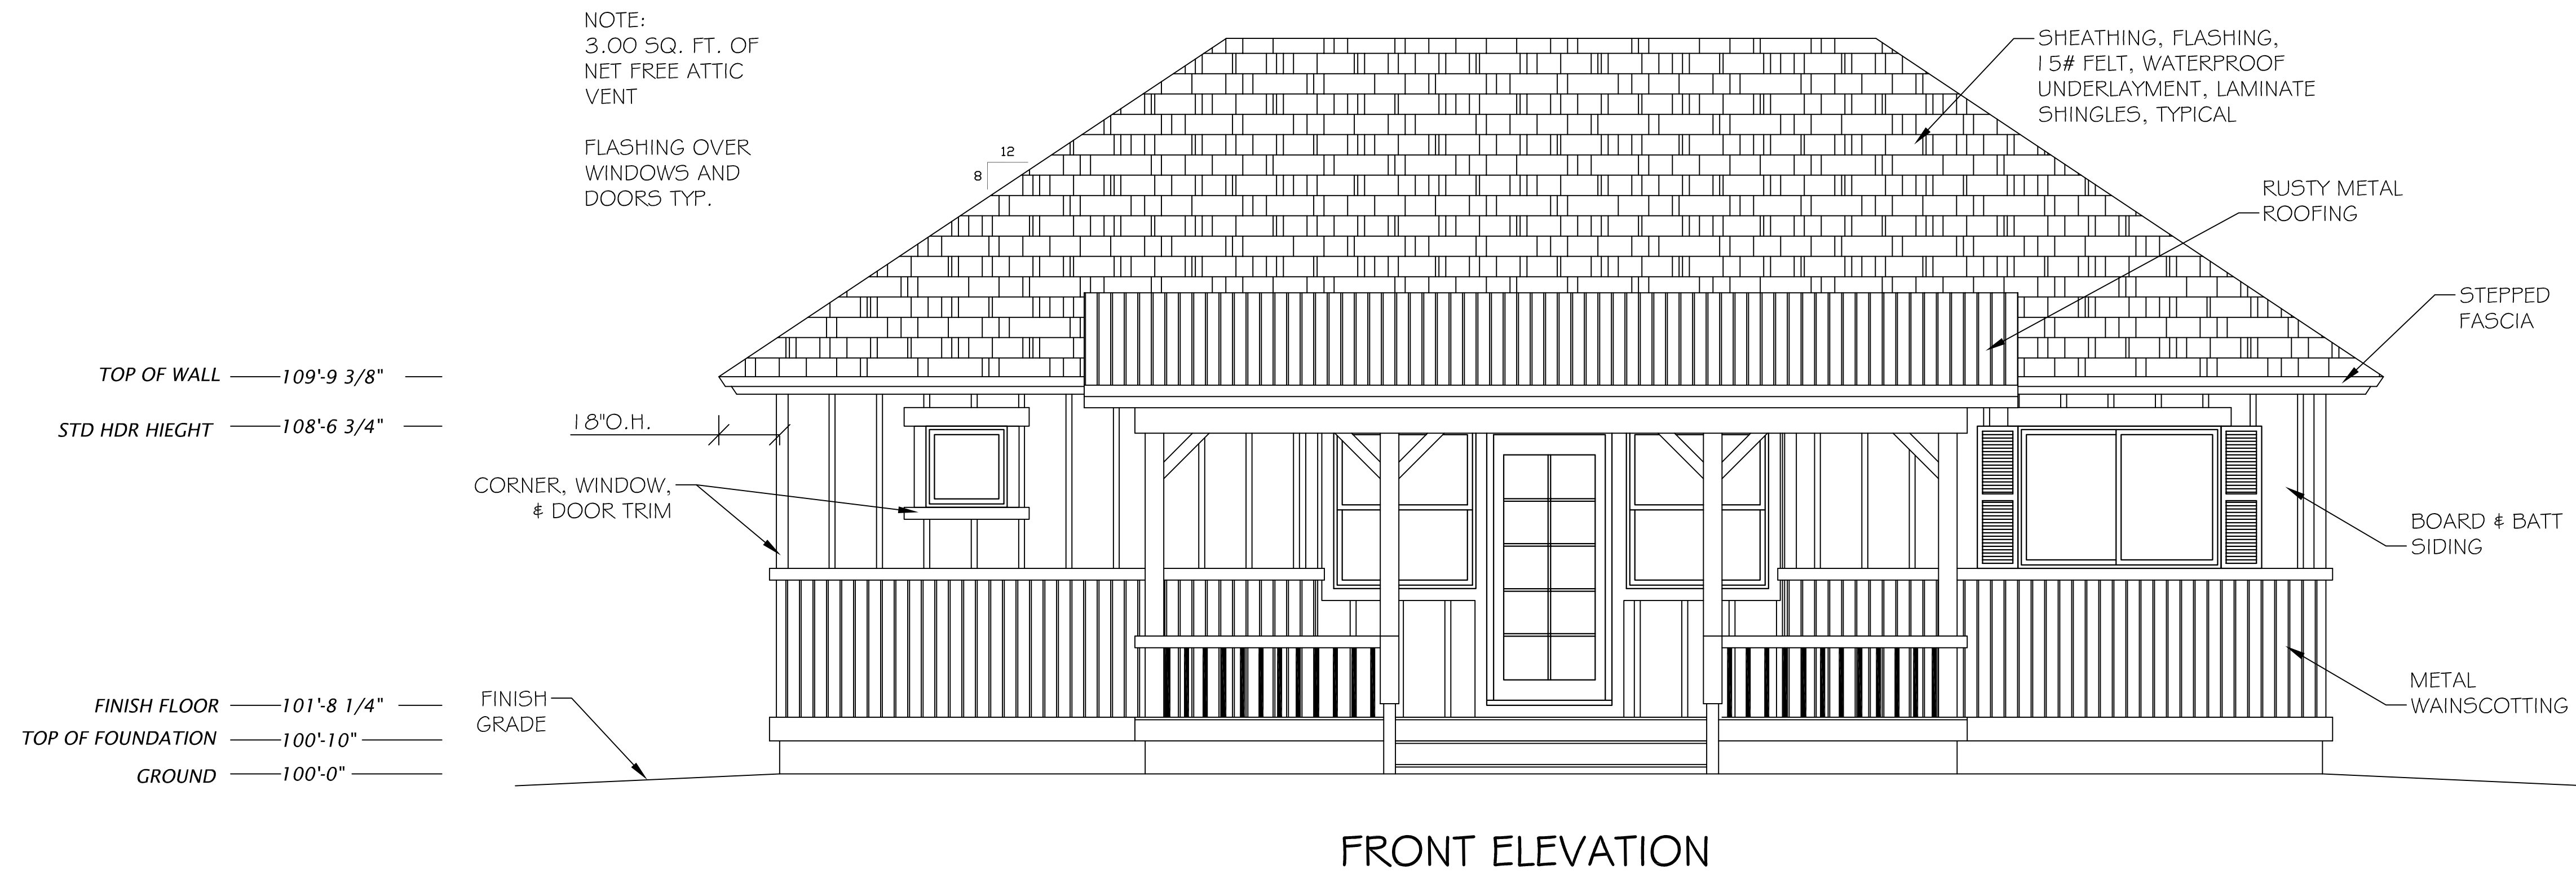 NOTE:
3.00 SQ. FT. OF
NET FREE ATTIC
VENT
FLASHING OVER
WINDOWS AND
DOORS TYP.
SHEATHING, FLASHING,
15# FELT, WATERPROOF
UNDERLAYMENT, LAMINATE
SHINGLES, TYPICAL
12
8
RUSTY METAL
ROOFING
STEPPED
FASCIA
TOP OF WALL 109'-9 3/8"
STD HDR HIEGHT 108'-6 3/4"
18"O.H.
CORNER, WINDOW,
& DOOR TRIM
BOARD & BATT
SIDING
METAL
WAINSCOTTING
FINISH FLOOR 101'-8 1/4"
TOP OF FOUNDATION 100'-10"
GROUND 100'-0"
FINISH
GRADE
FRONT ELEVATION